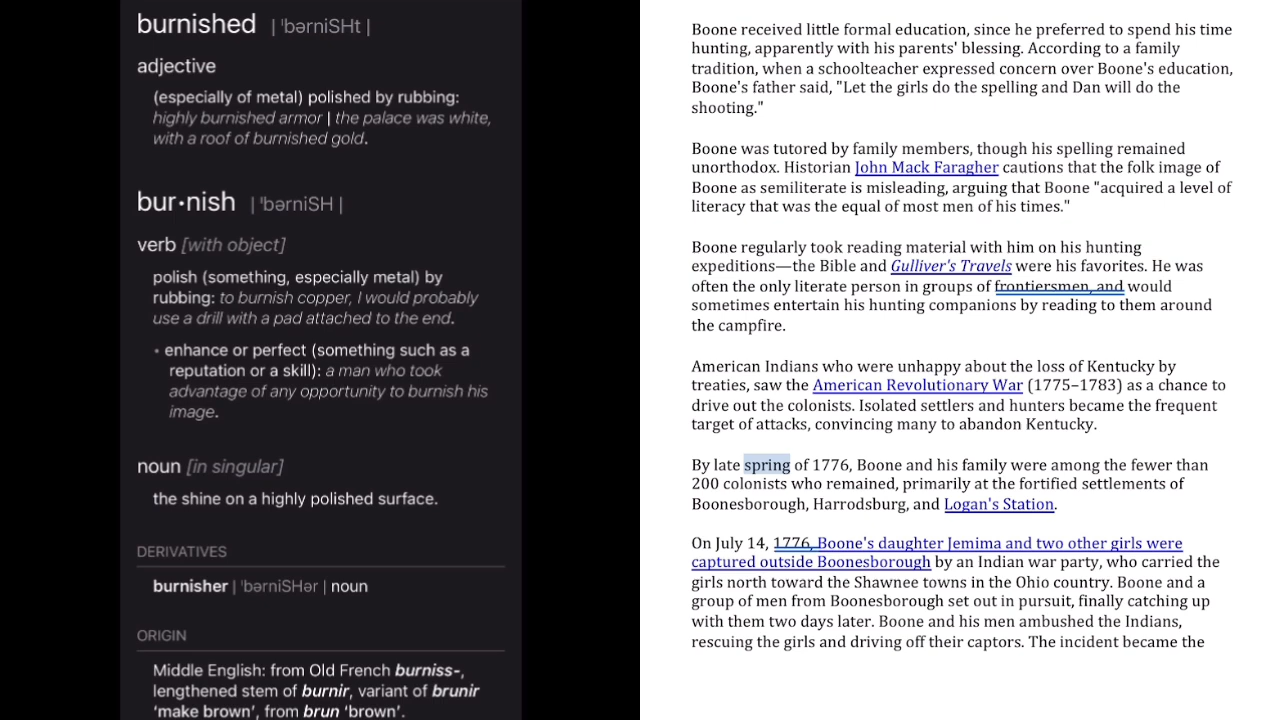 burnished | ˈbərniSHt |
adjective
(especially of metal) polished by rubbing:
highly burnished armor | the palace was white,
with a roof of burnished gold.
bur•nish | ˈbərniSH |
verb [with object]
polish (something, especially metal) by
rubbing: to burnish copper, I would probably
use a drill with a pad attached to the end.
• enhance or perfect (something such as a
reputation or a skill): a man who took
advantage of any opportunity to burnish his
image.
noun [in singular]
the shine on a highly polished surface.
DERIVATIVES
burnisher | ˈbərniSHər | noun
ORIGIN
Middle English: from Old French burniss-,
lengthened stem of burnir, variant of brunir
‘make brown’, from brun ‘brown’.
Boone received little formal education, since he preferred to spend his time
hunting, apparently with his parents' blessing. According to a family
tradition, when a schoolteacher expressed concern over Boone's education,
Boone's father said, "Let the girls do the spelling and Dan will do the
shooting."
Boone was tutored by family members, though his spelling remained
unorthodox. Historian John Mack Faragher cautions that the folk image of
Boone as semiliterate is misleading, arguing that Boone "acquired a level of
literacy that was the equal of most men of his times."
Boone regularly took reading material with him on his hunting
expeditions—the Bible and Gulliver's Travels were his favorites. He was
often the only literate person in groups of frontiersmen, and would
sometimes entertain his hunting companions by reading to them around
the campfire.
American Indians who were unhappy about the loss of Kentucky by
treaties, saw the American Revolutionary War (1775–1783) as a chance to
drive out the colonists. Isolated settlers and hunters became the frequent
target of attacks, convincing many to abandon Kentucky.
By late spring of 1776, Boone and his family were among the fewer than
200 colonists who remained, primarily at the fortified settlements of
Boonesborough, Harrodsburg, and Logan's Station.
On July 14, 1776, Boone's daughter Jemima and two other girls were
captured outside Boonesborough by an Indian war party, who carried the
girls north toward the Shawnee towns in the Ohio country. Boone and a
group of men from Boonesborough set out in pursuit, finally catching up
with them two days later. Boone and his men ambushed the Indians,
rescuing the girls and driving off their captors. The incident became the